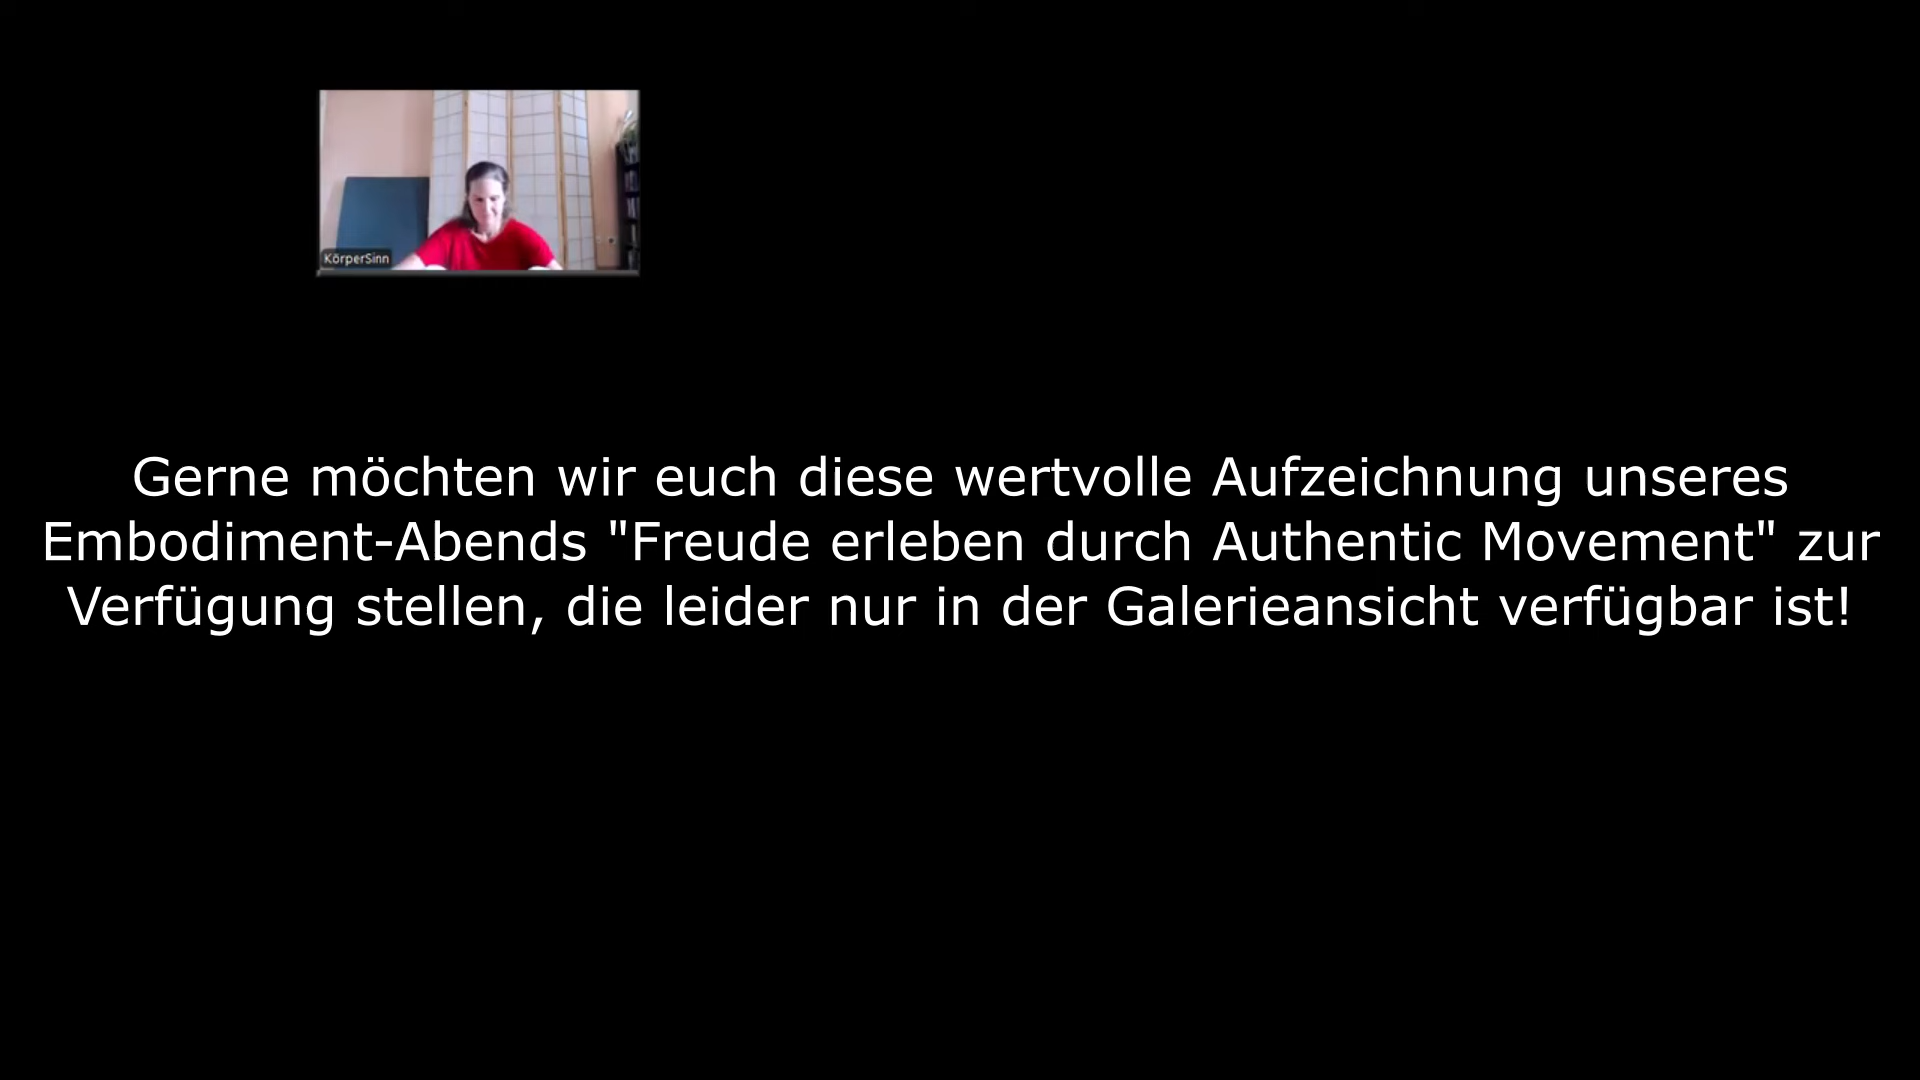 KörperSinn
Gerne möchten wir euch diese wertvolle Aufzeichnung unseres
Embodiment-Abends "Freude erleben durch Authentic Movement" zur
Verfügung stellen, die leider nur in der Galerieansicht verfügbar ist!